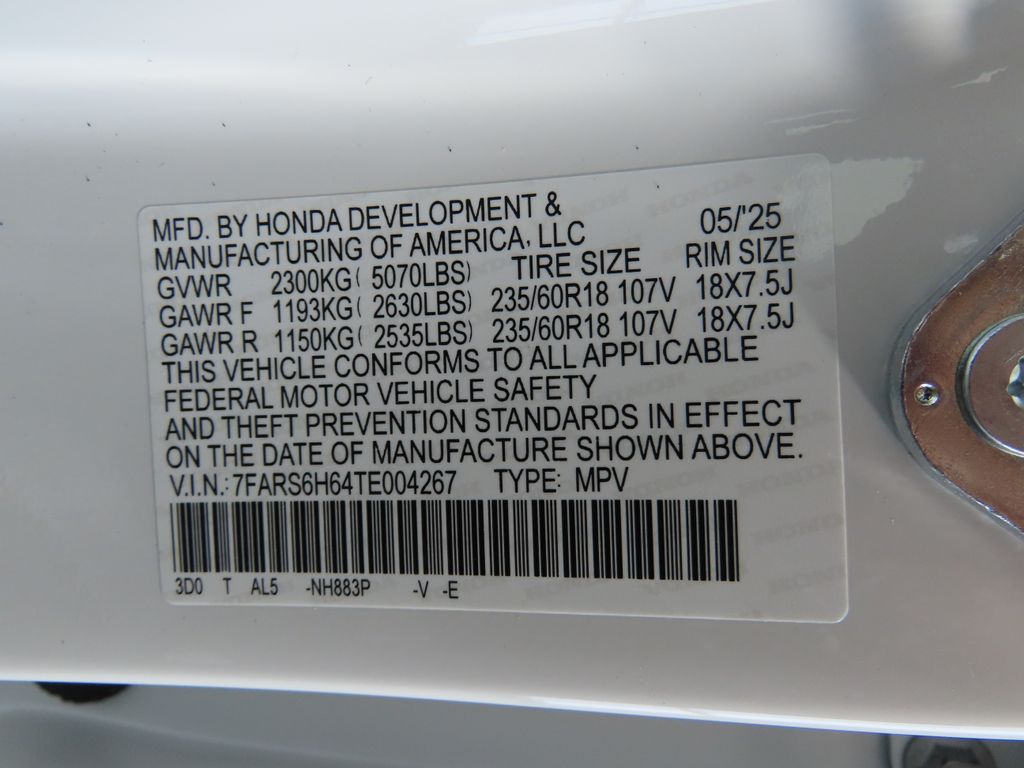 MFD. BY HONDA DEVELOPMENT &
MANUFACTURING OF AMERICA, LLC 05/'25
GVWR 2300KG( 5070LBS) TIRE SIZE RIM SIZE
GAWR F 1193KG( 2630LBS) 235/60R18 107V 18X7.5J
GAWR R 1150KG( 2535LBS) 235/60R18 107V 18X7.5J
THIS VEHICLE CONFORMS TO ALL APPLICABLE
FEDERAL MOTOR VEHICLE SAFETY
AND THEFT PREVENTION STANDARDS IN EFFECT
ON THE DATE OF MANUFACTURE SHOWN ABOVE.
V.I.N.:7FARS6H64TE004267 TYPE: MPV
3D0 T AL5 -NH883P -V -E